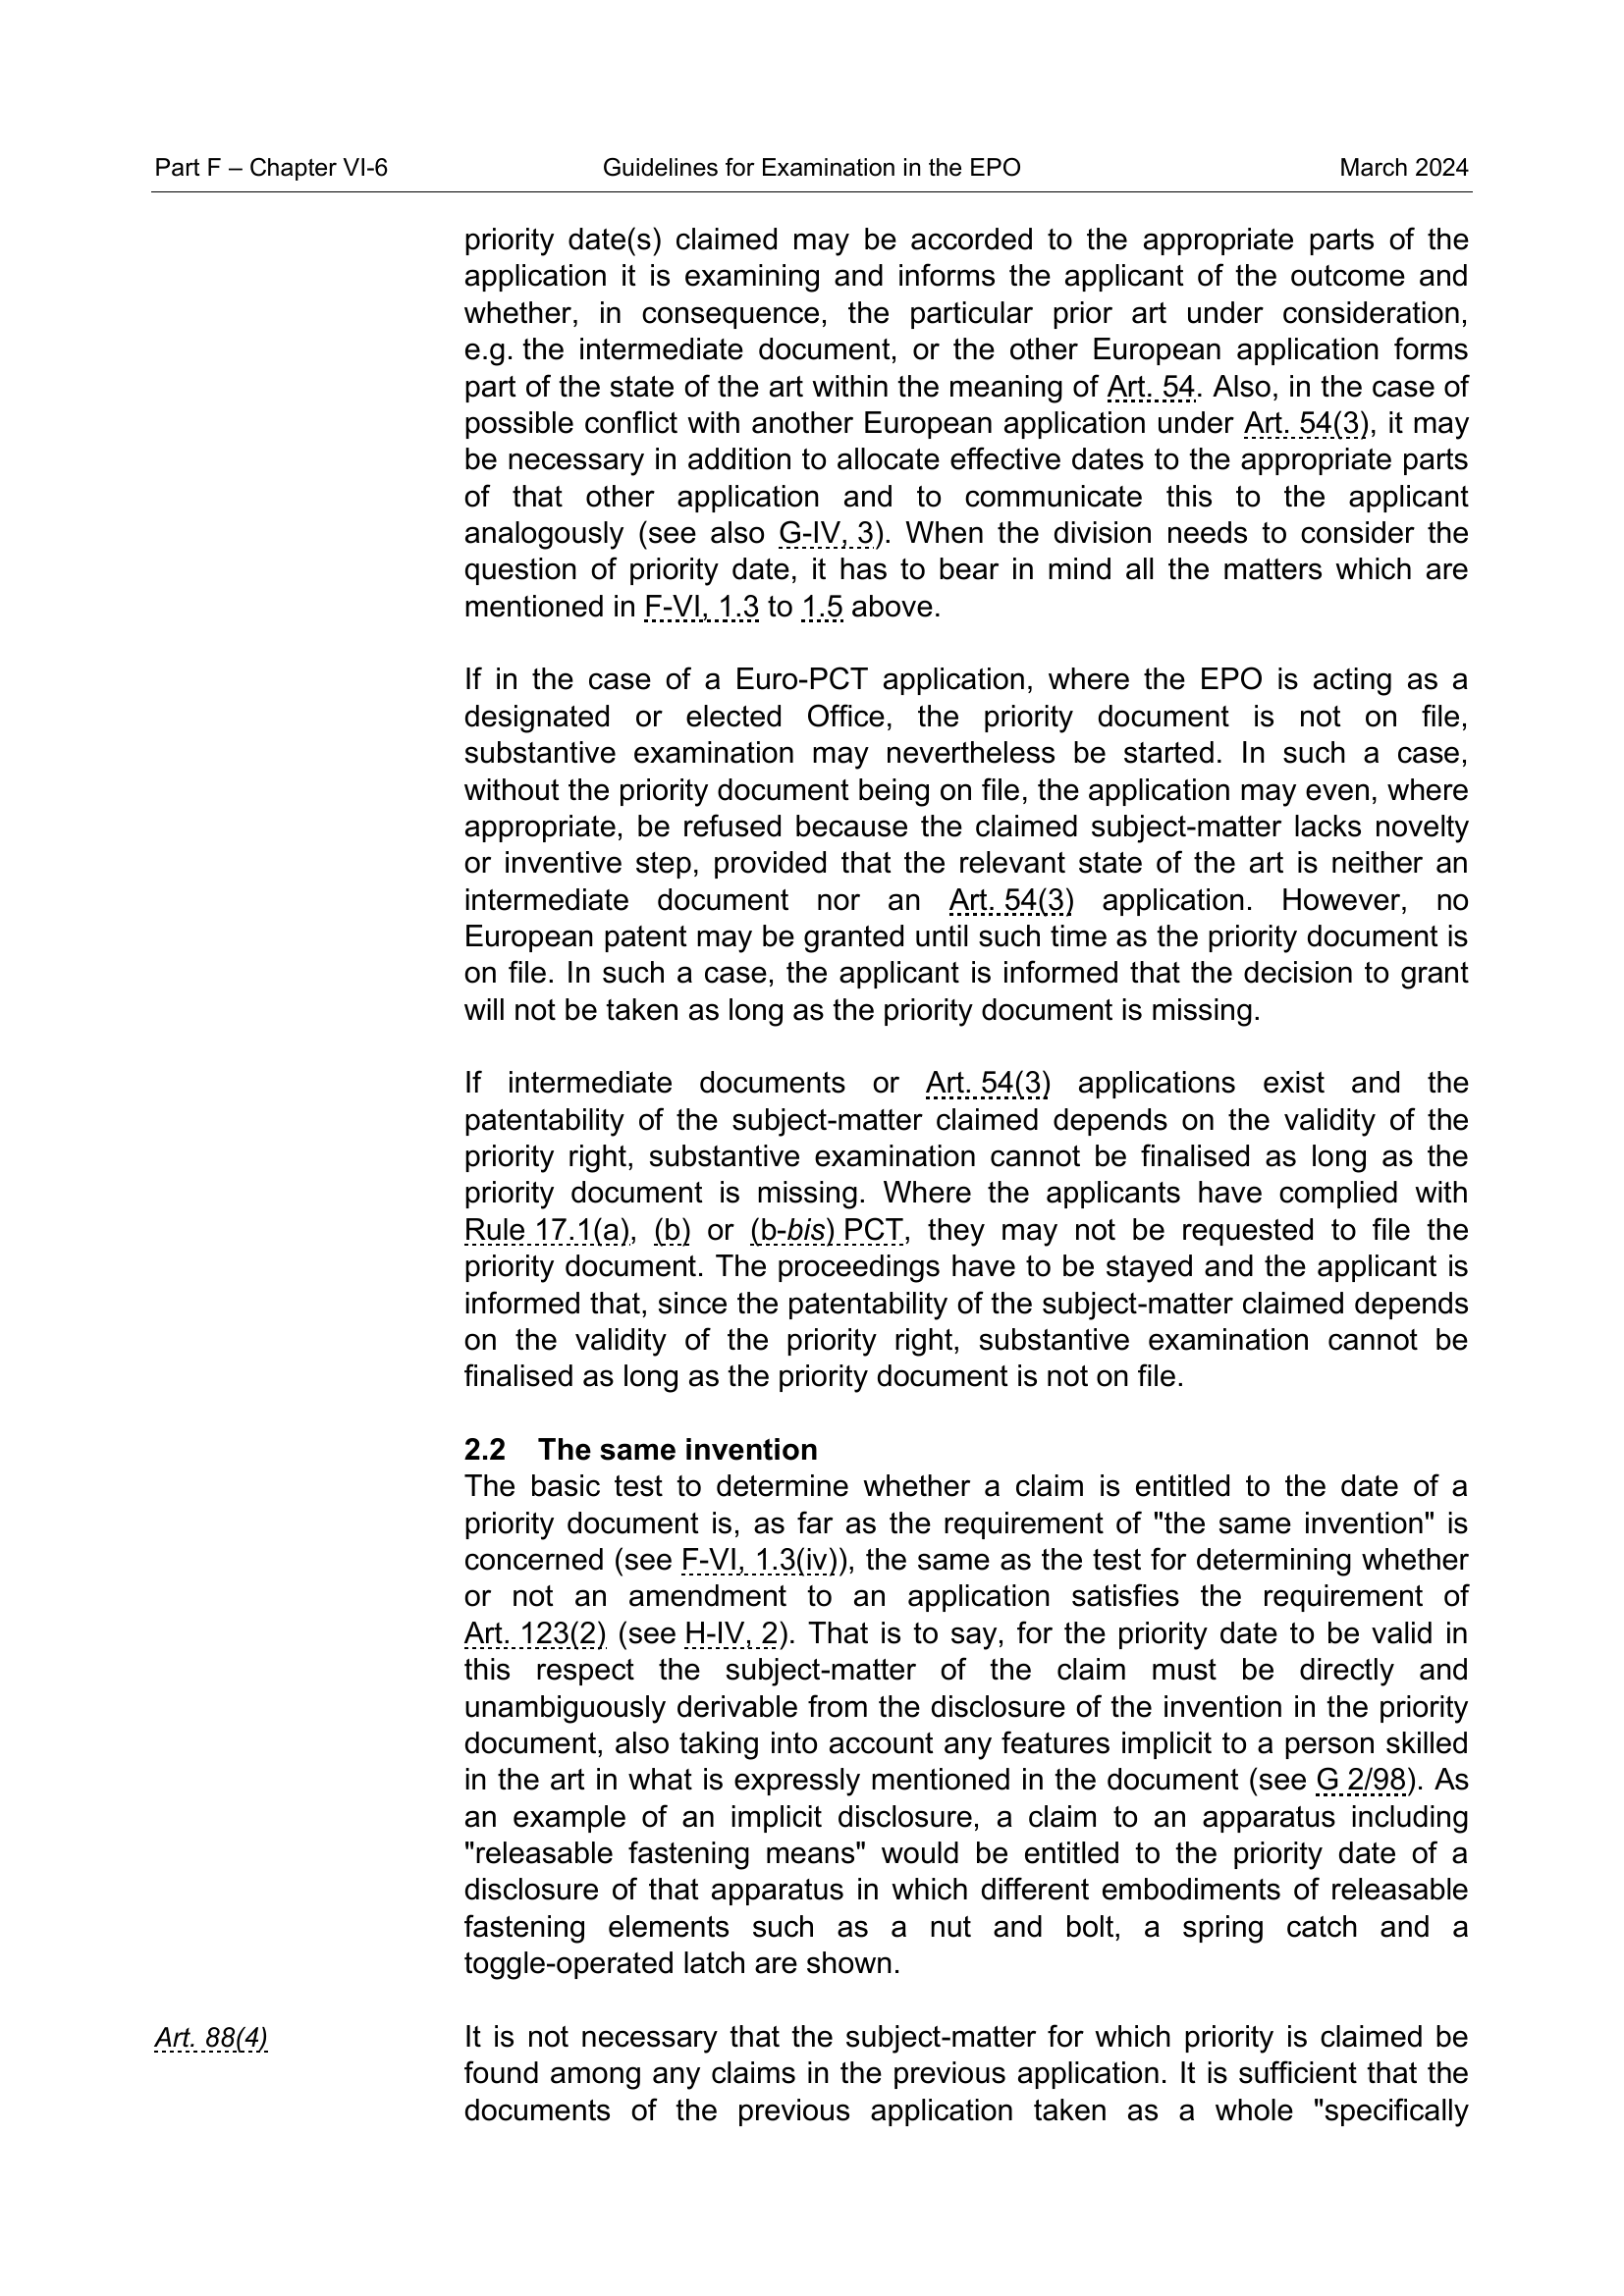 Part F – Chapter VI-6 Guidelines for Examination in the EPO March 2024
priority date(s) claimed may be accorded to the appropriate parts of the
application it is examining and informs the applicant of the outcome and
whether, in consequence, the particular prior art under consideration,
e.g. the intermediate document, or the other European application forms
part of the state of the art within the meaning of Art. 54. Also, in the case of
possible conflict with another European application under Art. 54(3), it may
be necessary in addition to allocate effective dates to the appropriate parts
of that other application and to communicate this to the applicant
analogously (see also G-IV, 3). When the division needs to consider the
question of priority date, it has to bear in mind all the matters which are
mentioned in F-VI, 1.3 to 1.5 above.
If in the case of a Euro-PCT application, where the EPO is acting as a
designated or elected Office, the priority document is not on file,
substantive examination may nevertheless be started. In such a case,
without the priority document being on file, the application may even, where
appropriate, be refused because the claimed subject-matter lacks novelty
or inventive step, provided that the relevant state of the art is neither an
intermediate document nor an Art. 54(3) application. However, no
European patent may be granted until such time as the priority document is
on file. In such a case, the applicant is informed that the decision to grant
will not be taken as long as the priority document is missing.
If intermediate documents or Art. 54(3) applications exist and the
patentability of the subject-matter claimed depends on the validity of the
priority right, substantive examination cannot be finalised as long as the
priority document is missing. Where the applicants have complied with
Rule 17.1(a), (b) or (b-bis) PCT, they may not be requested to file the
priority document. The proceedings have to be stayed and the applicant is
informed that, since the patentability of the subject-matter claimed depends
on the validity of the priority right, substantive examination cannot be
finalised as long as the priority document is not on file.
2.2 The same invention
The basic test to determine whether a claim is entitled to the date of a
priority document is, as far as the requirement of "the same invention" is
concerned (see F-VI, 1.3(iv)), the same as the test for determining whether
or not an amendment to an application satisfies the requirement of
Art. 123(2) (see H-IV, 2). That is to say, for the priority date to be valid in
this respect the subject-matter of the claim must be directly and
unambiguously derivable from the disclosure of the invention in the priority
document, also taking into account any features implicit to a person skilled
in the art in what is expressly mentioned in the document (see G 2/98). As
an example of an implicit disclosure, a claim to an apparatus including
"releasable fastening means" would be entitled to the priority date of a
disclosure of that apparatus in which different embodiments of releasable
fastening elements such as a nut and bolt, a spring catch and a
toggle-operated latch are shown.
Art. 88(4)
It is not necessary that the subject-matter for which priority is claimed be
found among any claims in the previous application. It is sufficient that the
documents of the previous application taken as a whole "specifically